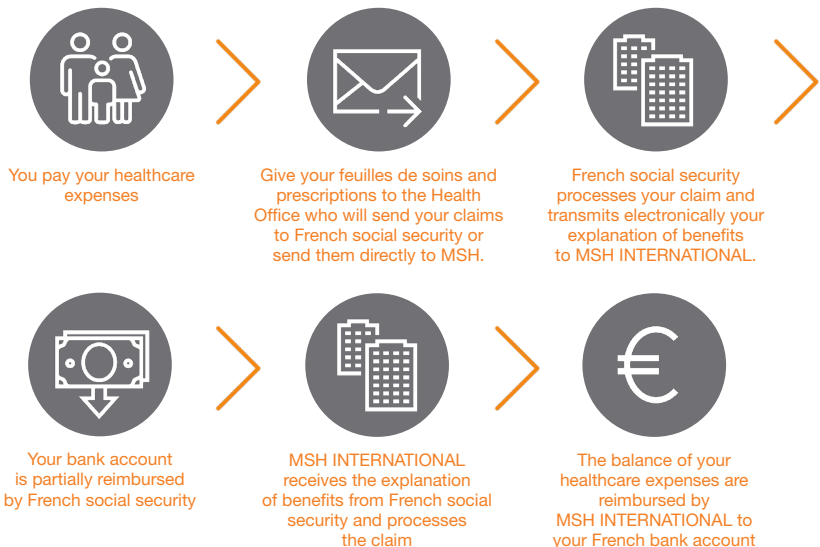 You pay your healthcare
expenses
Give your feuilles de soins and
prescriptions to the Health
Office who will send your claims
to French social security or
send them directly to MSH.
French social security
processes your claim and
transmits electronically your
explanation of benefits
to MSH INTERNATIONAL.
Your bank account
is partially reimbursed
by French social security
MSH INTERNATIONAL
receives the explanation
of benefits from French social
security and processes
the claim
€
The balance of your
healthcare expenses are
reimbursed by
MSH INTERNATIONAL to
your French bank account